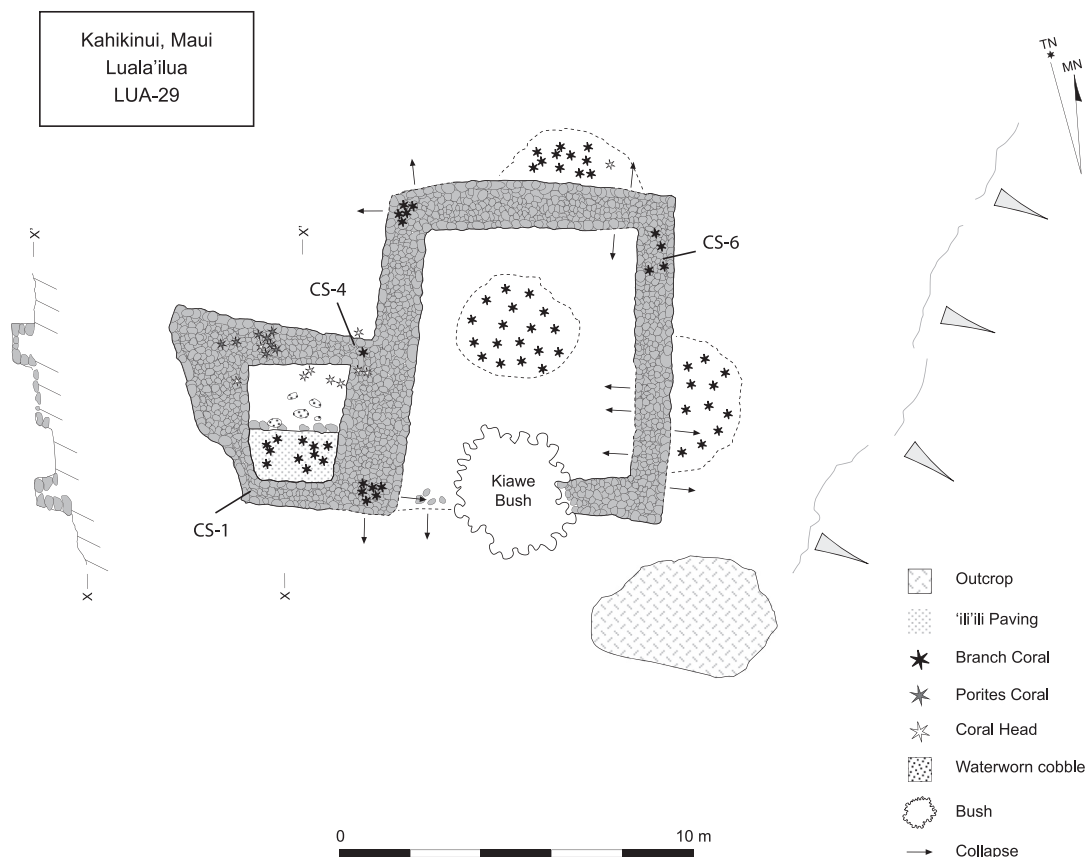 Kahikinui, Maui
Luala'ilua
LUA-29
TN
MN
X'
X'
CS-6
CS-4
Kiawe
Bush
CS-1
X
X
Outcrop
'ili'ili Paving
Branch Coral
Porites Coral
Coral Head
Waterworn cobble
Bush
Collapse
0
10 m